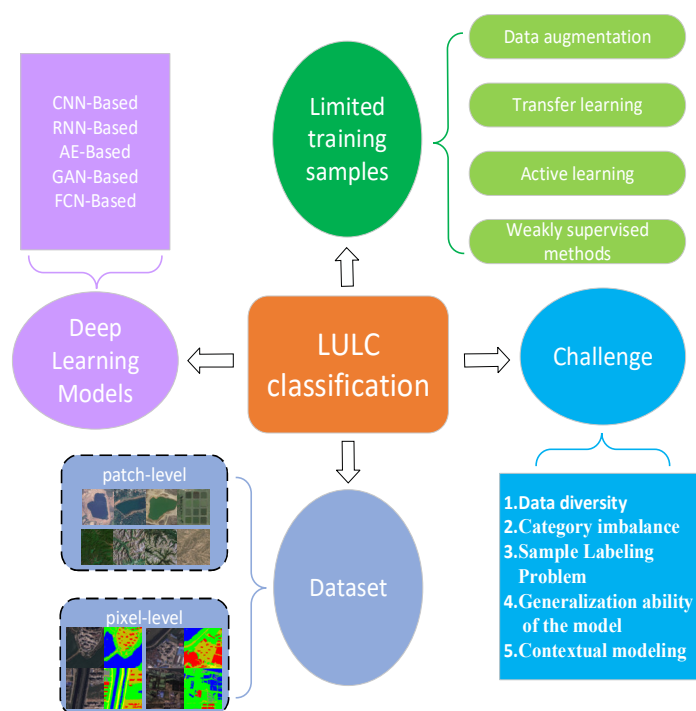 CNN-Based
RNN-Based
AE-Based
GAN-Based
FCN-Based
Deep
Learning
Models
Limited
training
samples
Data augmentation
Transfer learning
Active learning
Weakly supervised
methods
LULC
classification
Challenge
1.Data diversity
2.Category imbalance
3.Sample Labeling
Problem
4.Generalization ability
of the model
5.Contextual modeling
Dataset
patch-level
pixel-level